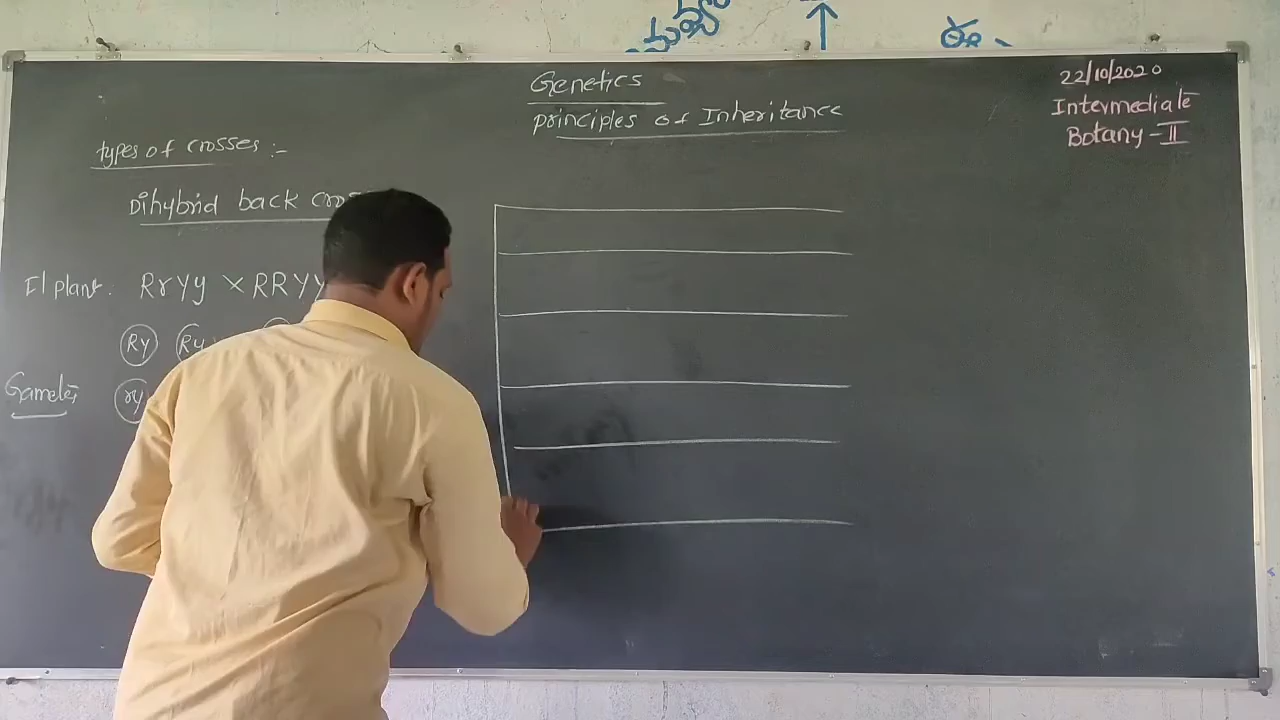 Genetics
principles of Inheritance
22/10/2020
Intermediate
Botany-II
types of crosses :-
Dihybrid back
F1 plant: RrYy × RRYY
Ry
Gametes
ry